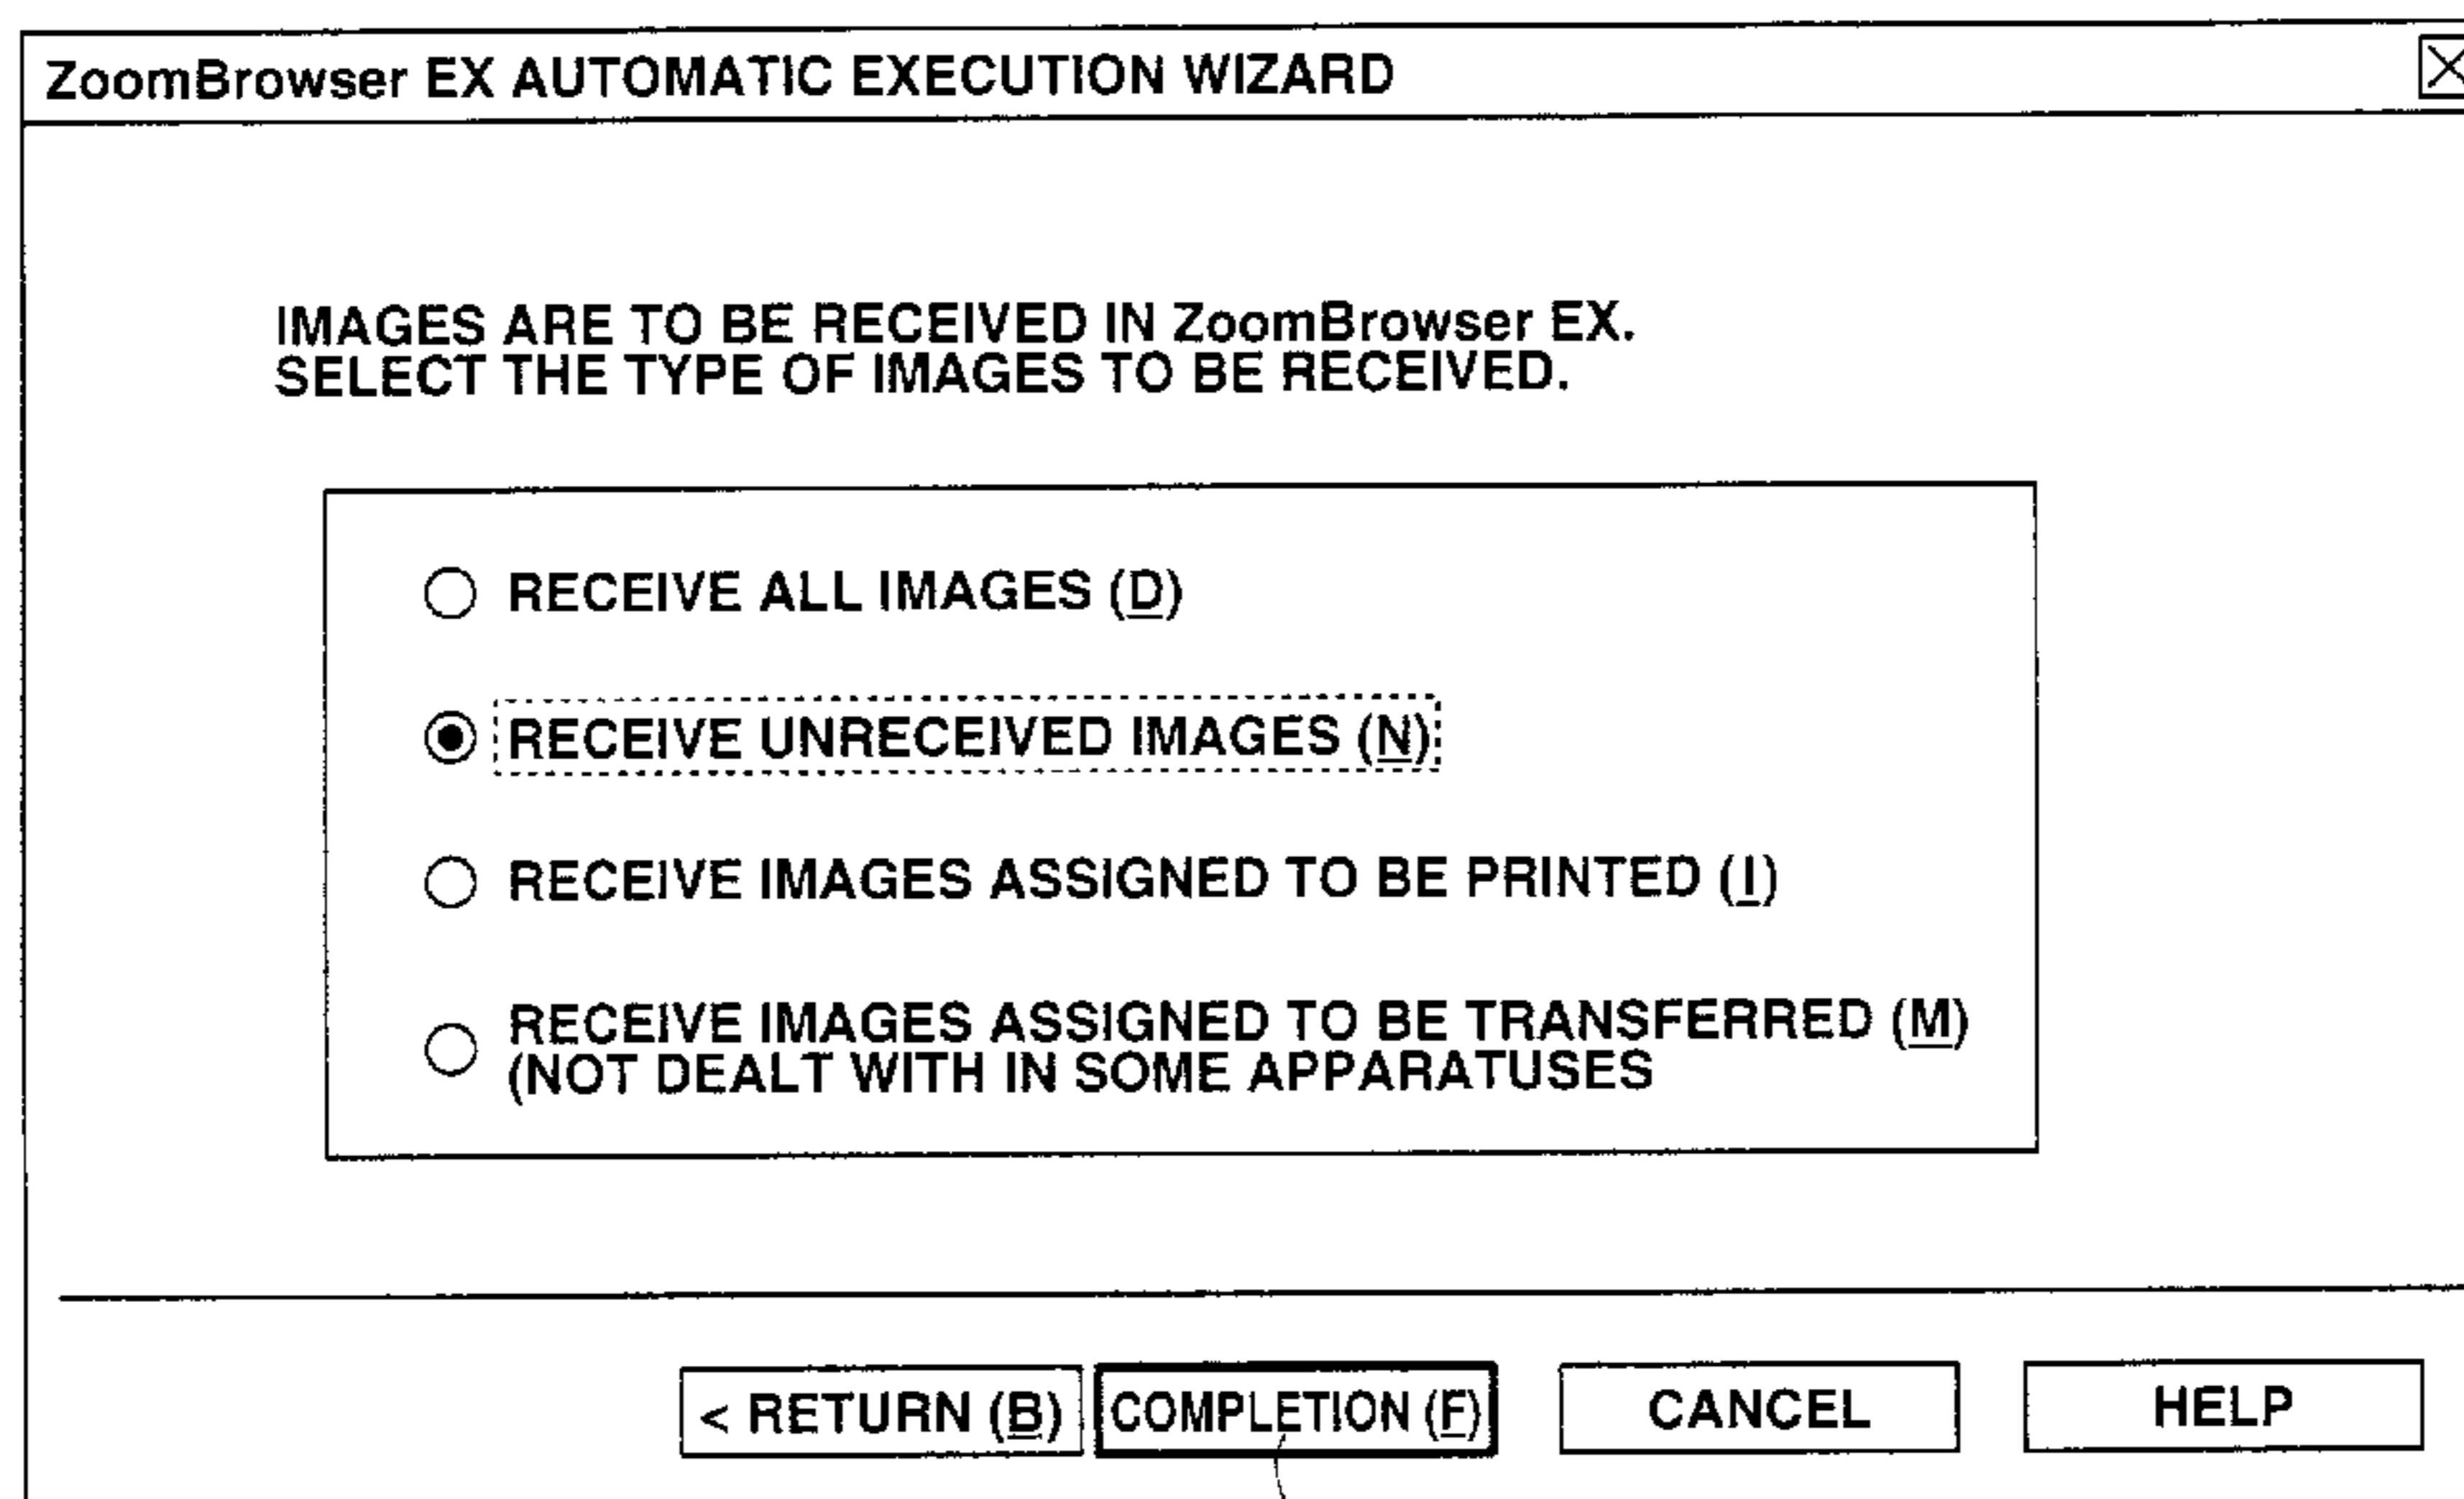 ZoomBrowser EX AUTOMATIC EXECUTION WIZARD
IMAGES ARE TO BE RECEIVED IN ZoomBrowser EX.
SELECT THE TYPE OF IMAGES TO BE RECEIVED.
RECEIVE ALL IMAGES (D)
RECEIVE UNRECEIVED IMAGES (N)
RECEIVE IMAGES ASSIGNED TO BE PRINTED (I)
RECEIVE IMAGES ASSIGNED TO BE TRANSFERRED (M)
(NOT DEALT WITH IN SOME APPARATUSES
< RETURN (B) COMPLETION (F) CANCEL HELP